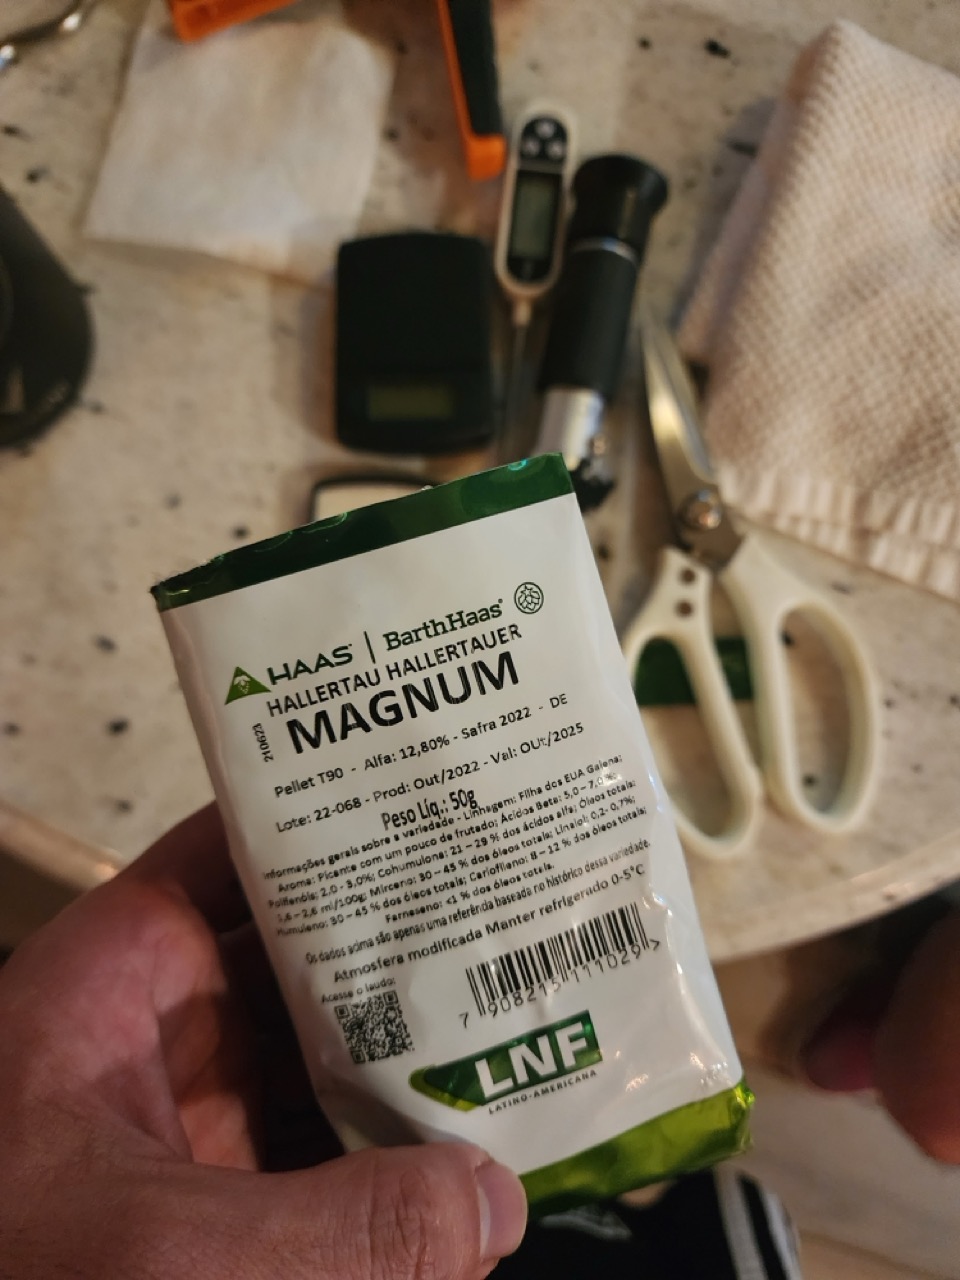 HAAS | BarthHaas
HALLERTAU HALLERTAUER
MAGNUM
210623
Pellet T90 - Alfa: 12,80% - Safra 2022 - DE
Lote: 22-068 - Prod: Out/2022 - Val: OUt/2025
Peso Líq.: 50g
Informações gerais sobre a variedade - Linhagem: Filha dos EUA Galena;
Aroma: Picante com um pouco de frutado; Ácidos Beta: 5,0 - 7,0 %;
Polifenóis: 2,0 - 3,0%; Cohumulona: 21 - 29 % dos ácidos alfa; Óleos totais:
1,6 - 2,6 ml/100g; Mirceno: 30 - 45 % dos óleos totais; Linalol: 0,2- 0,7%;
Humuleno: 30 - 45 % dos óleos totais; Cariofileno: 8 - 12 % dos óleos totais;
Farneseno: <1 % dos óleos totais.
Os dados acima são apenas uma referência baseada no histórico dessa variedade.
Atmosfera modificada Manter refrigerado 0-5°C
Acesse o laudo:
7 908215 111029 >
LNF
LATINO-AMERICANA